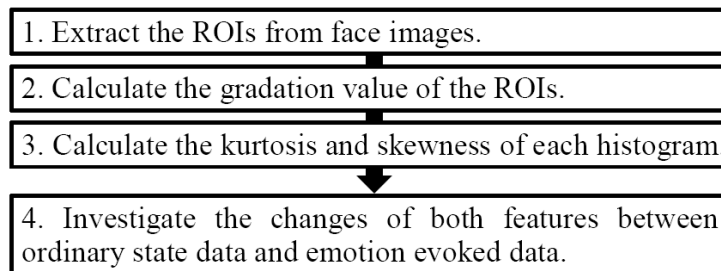 1. Extract the ROIs from face images.
2. Calculate the gradation value of the ROIs.
3. Calculate the kurtosis and skewness of each histogram.
4. Investigate the changes of both features between
ordinary state data and emotion evoked data.